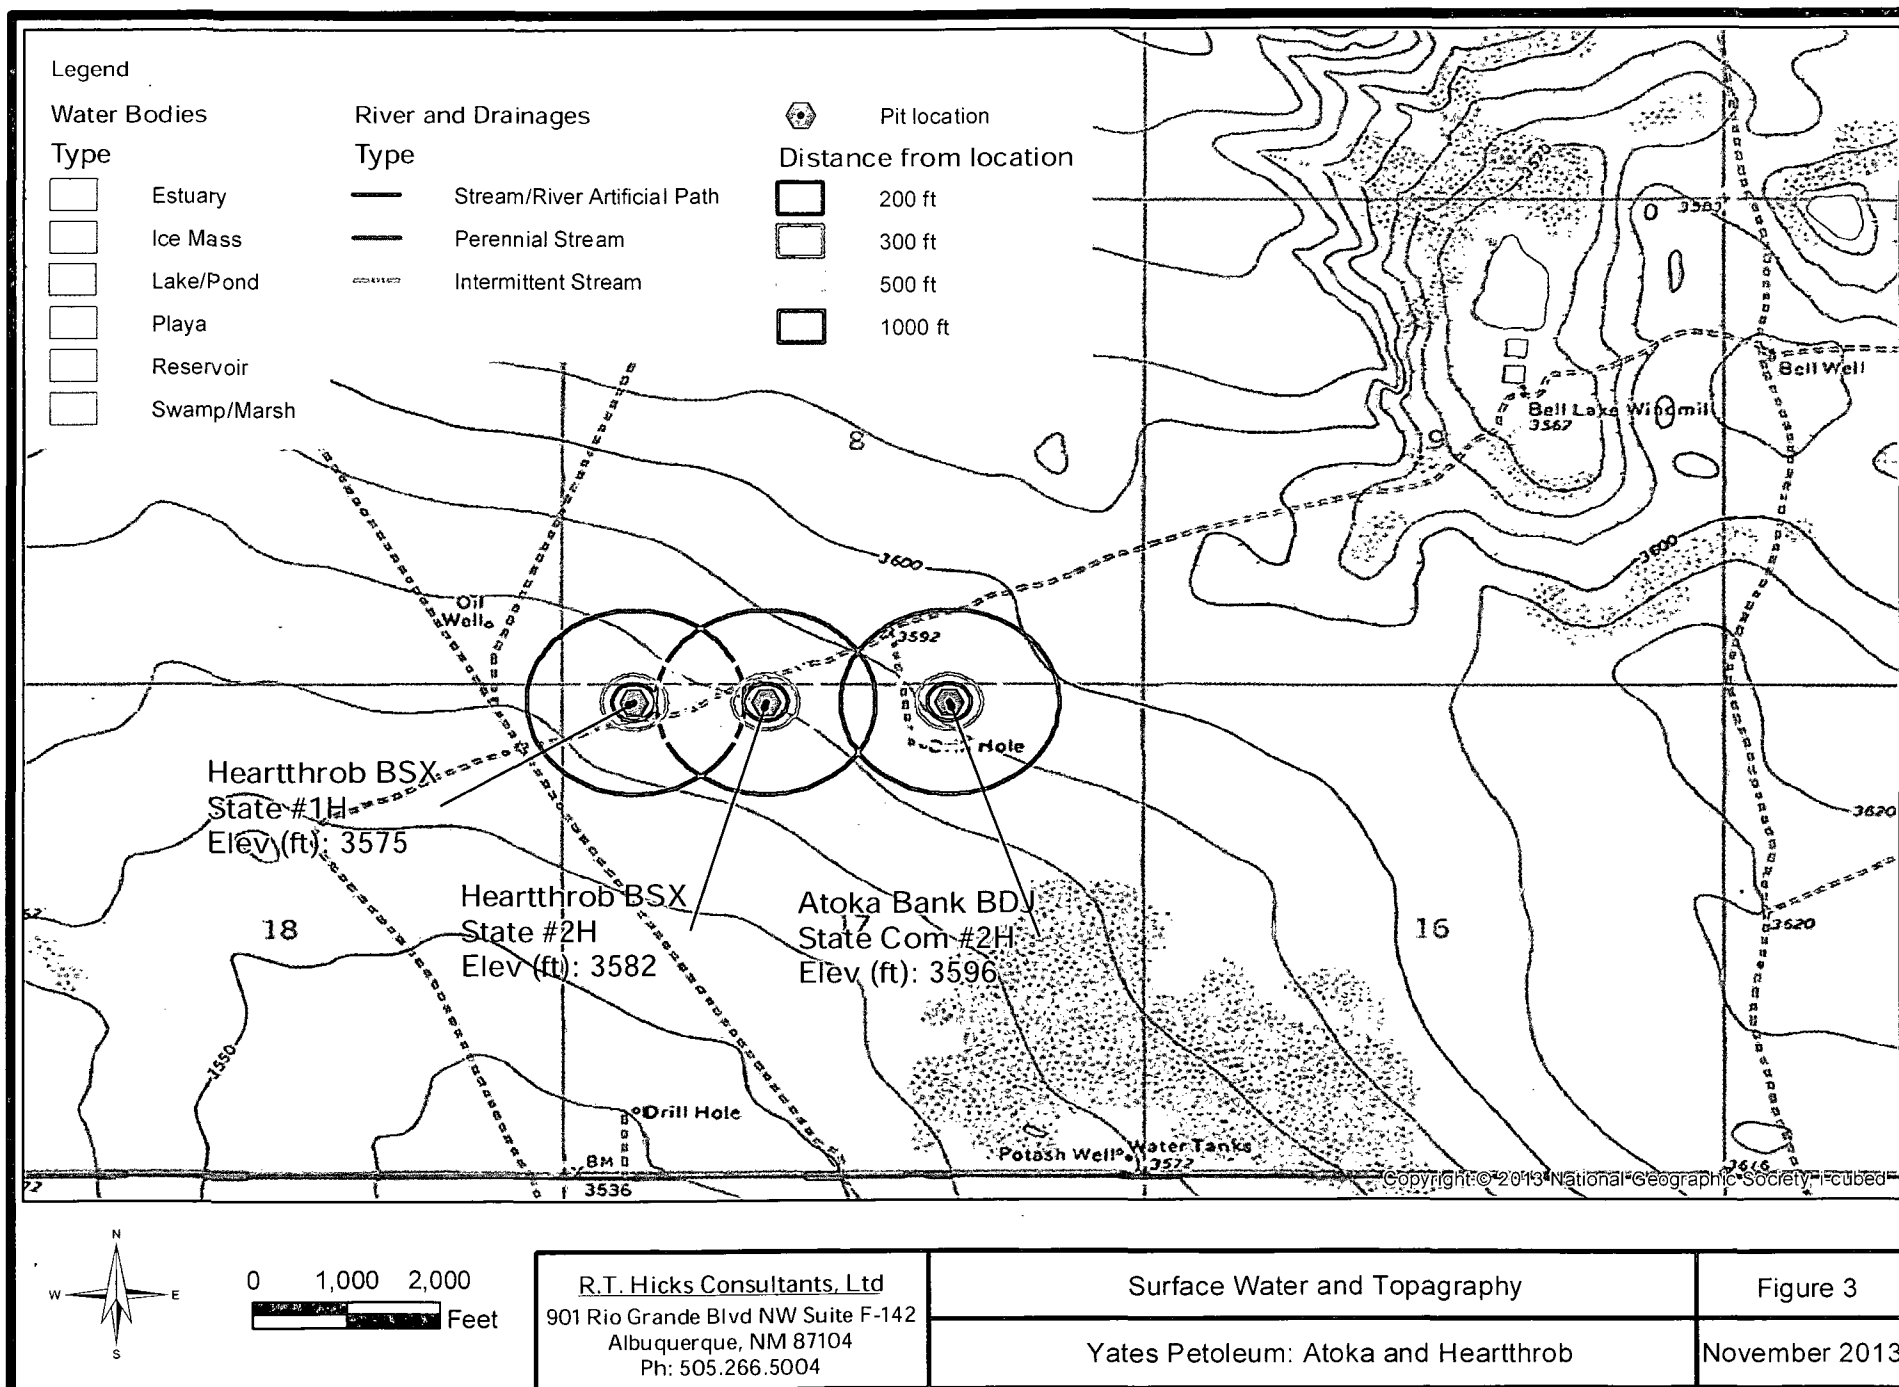 Legend
Water Bodies
Type
Estuary
Ice Mass
Lake/Pond
Playa
Reservoir
Swamp/Marsh
River and Drainages
Type
Stream/River Artificial Path
Perennial Stream
Intermittent Stream
Pit location
Distance from location
200 ft
300 ft
500 ft
1000 ft
3583
Bell Well
Bell Lake Windmill
3567
8
9
3600
3600
Oil
Well
3592
Drill Hole
Heartthrob BSX
State #1H
Elev (ft): 3575
Heartthrob BSX
State #2H
Elev (ft): 3582
Atoka Bank BDJ
State Com #2H
Elev (ft): 3596
17
18
16
3620
3620
3550
Drill Hole
BM
3536
Potash Well
Water Tanks
3572
3616
Copyright:© 2013 National Geographic Society, i-cubed
N
W
E
S
0 1,000 2,000
Feet
R.T. Hicks Consultants, Ltd
901 Rio Grande Blvd NW Suite F-142
Albuquerque, NM 87104
Ph: 505.266.5004
Surface Water and Topagraphy
Yates Petoleum: Atoka and Heartthrob
Figure 3
November 2013